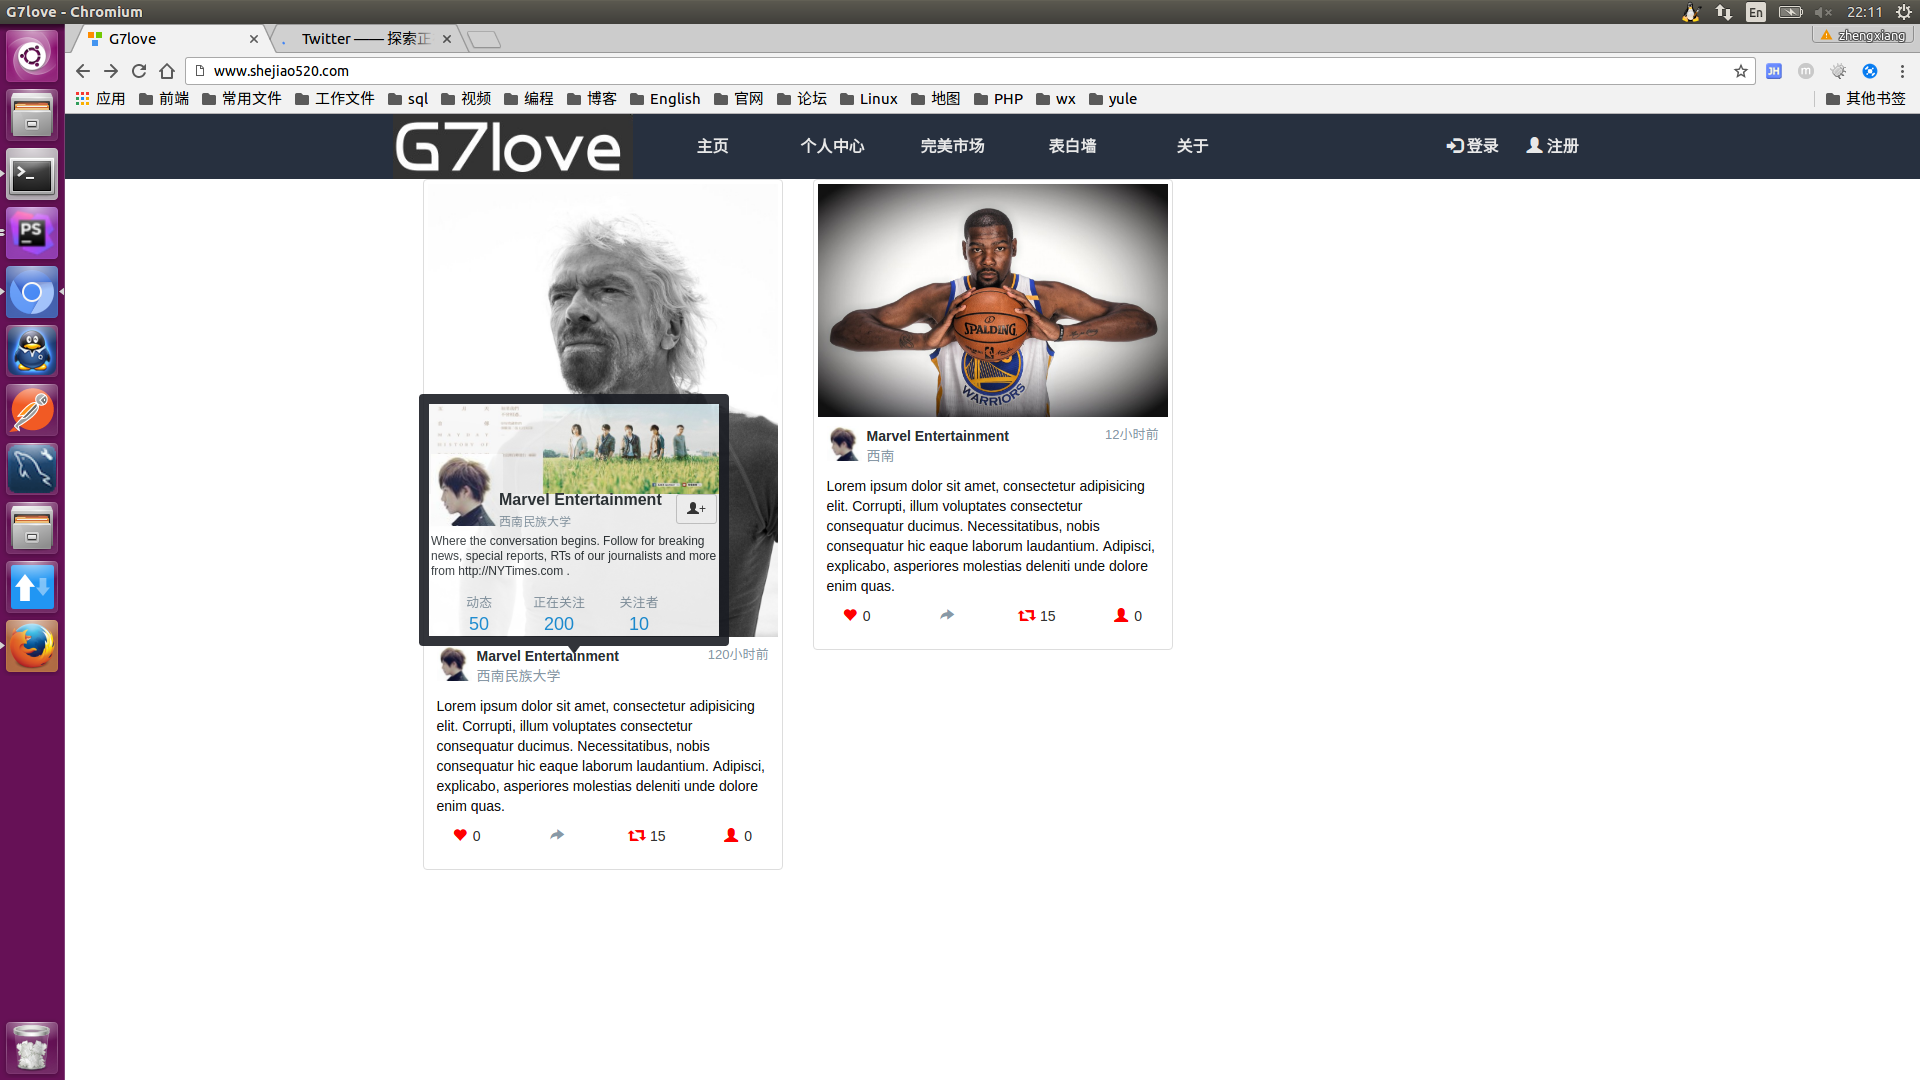 G7love - Chromium
En
22:11
G7love
Twitter —— 探索正
zhengxiang
www.shejiao520.com
JH
m
应用
前端
常用文件
工作文件
sql
视频
编程
博客
English
官网
论坛
Linux
地图
PHP
wx
yule
其他书签
G7love
主页
个人中心
完美市场
表白墙
关于
登录
注册
PS
SPALDING
WARRIORS
Marvel Entertainment
西南民族大学
+
Where the conversation begins. Follow for breaking
news, special reports, RTs of our journalists and more
from http://NYTimes.com .
动态
正在关注
关注者
50
200
10
Marvel Entertainment
120小时前
西南民族大学
Lorem ipsum dolor sit amet, consectetur adipisicing
elit. Corrupti, illum voluptates consectetur
consequatur ducimus. Necessitatibus, nobis
consequatur hic eaque laborum laudantium. Adipisci,
explicabo, asperiores molestias deleniti unde dolore
enim quas.
0
15
0
Marvel Entertainment
12小时前
西南
Lorem ipsum dolor sit amet, consectetur adipisicing
elit. Corrupti, illum voluptates consectetur
consequatur ducimus. Necessitatibus, nobis
consequatur hic eaque laborum laudantium. Adipisci,
explicabo, asperiores molestias deleniti unde dolore
enim quas.
0
15
0